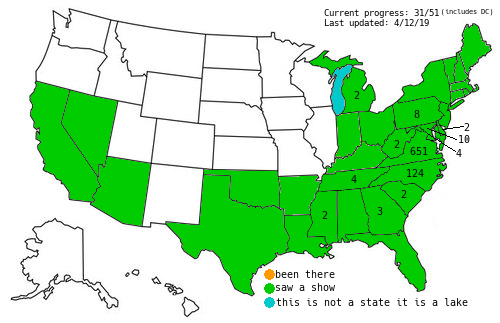 Current progress: 31/51 (includes DC)
Last updated: 4/12/19
2
8
2
10
4
2
651
4
124
2
2
3
been there
saw a show
this is not a state it is a lake